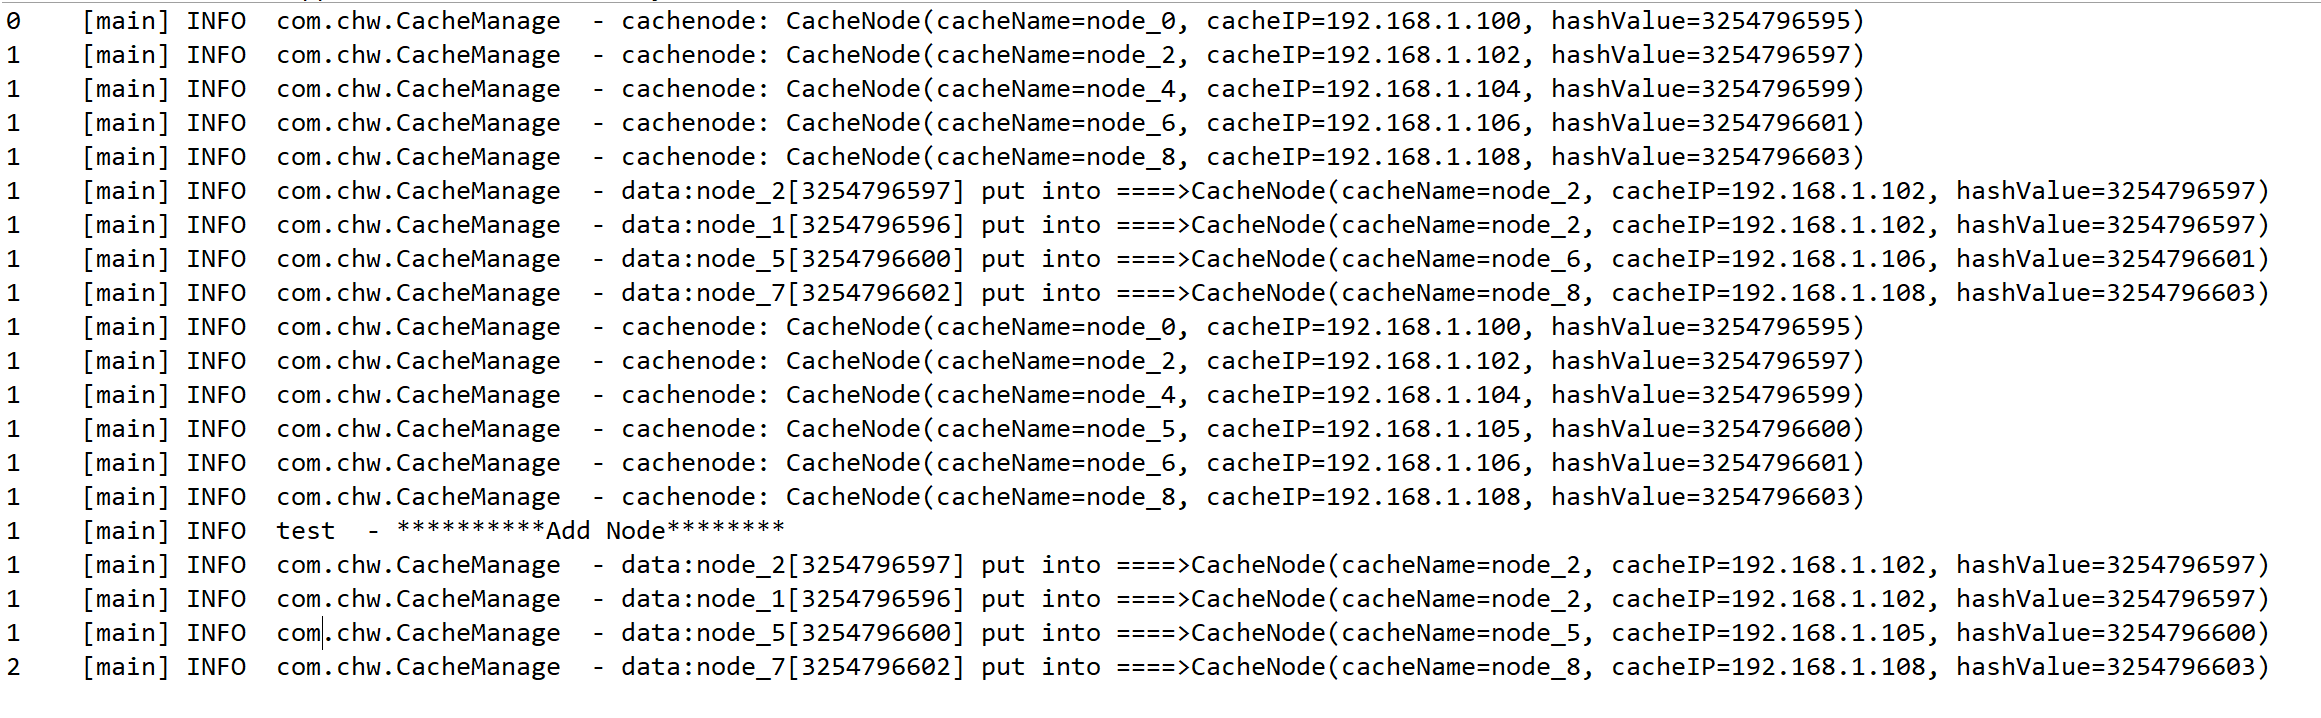 0 [main] INFO com.chw.CacheManage - cachenode: CacheNode(cacheName=node_0, cacheIP=192.168.1.100, hashValue=3254796595)
1 [main] INFO com.chw.CacheManage - cachenode: CacheNode(cacheName=node_2, cacheIP=192.168.1.102, hashValue=3254796597)
1 [main] INFO com.chw.CacheManage - cachenode: CacheNode(cacheName=node_4, cacheIP=192.168.1.104, hashValue=3254796599)
1 [main] INFO com.chw.CacheManage - cachenode: CacheNode(cacheName=node_6, cacheIP=192.168.1.106, hashValue=3254796601)
1 [main] INFO com.chw.CacheManage - cachenode: CacheNode(cacheName=node_8, cacheIP=192.168.1.108, hashValue=3254796603)
1 [main] INFO com.chw.CacheManage - data:node_2[3254796597] put into ====>CacheNode(cacheName=node_2, cacheIP=192.168.1.102, hashValue=3254796597)
1 [main] INFO com.chw.CacheManage - data:node_1[3254796596] put into ====>CacheNode(cacheName=node_2, cacheIP=192.168.1.102, hashValue=3254796597)
1 [main] INFO com.chw.CacheManage - data:node_5[3254796600] put into ====>CacheNode(cacheName=node_6, cacheIP=192.168.1.106, hashValue=3254796601)
1 [main] INFO com.chw.CacheManage - data:node_7[3254796602] put into ====>CacheNode(cacheName=node_8, cacheIP=192.168.1.108, hashValue=3254796603)
1 [main] INFO com.chw.CacheManage - cachenode: CacheNode(cacheName=node_0, cacheIP=192.168.1.100, hashValue=3254796595)
1 [main] INFO com.chw.CacheManage - cachenode: CacheNode(cacheName=node_2, cacheIP=192.168.1.102, hashValue=3254796597)
1 [main] INFO com.chw.CacheManage - cachenode: CacheNode(cacheName=node_4, cacheIP=192.168.1.104, hashValue=3254796599)
1 [main] INFO com.chw.CacheManage - cachenode: CacheNode(cacheName=node_5, cacheIP=192.168.1.105, hashValue=3254796600)
1 [main] INFO com.chw.CacheManage - cachenode: CacheNode(cacheName=node_6, cacheIP=192.168.1.106, hashValue=3254796601)
1 [main] INFO com.chw.CacheManage - cachenode: CacheNode(cacheName=node_8, cacheIP=192.168.1.108, hashValue=3254796603)
1 [main] INFO test - **********Add Node********
1 [main] INFO com.chw.CacheManage - data:node_2[3254796597] put into ====>CacheNode(cacheName=node_2, cacheIP=192.168.1.102, hashValue=3254796597)
1 [main] INFO com.chw.CacheManage - data:node_1[3254796596] put into ====>CacheNode(cacheName=node_2, cacheIP=192.168.1.102, hashValue=3254796597)
1 [main] INFO com.chw.CacheManage - data:node_5[3254796600] put into ====>CacheNode(cacheName=node_5, cacheIP=192.168.1.105, hashValue=3254796600)
2 [main] INFO com.chw.CacheManage - data:node_7[3254796602] put into ====>CacheNode(cacheName=node_8, cacheIP=192.168.1.108, hashValue=3254796603)